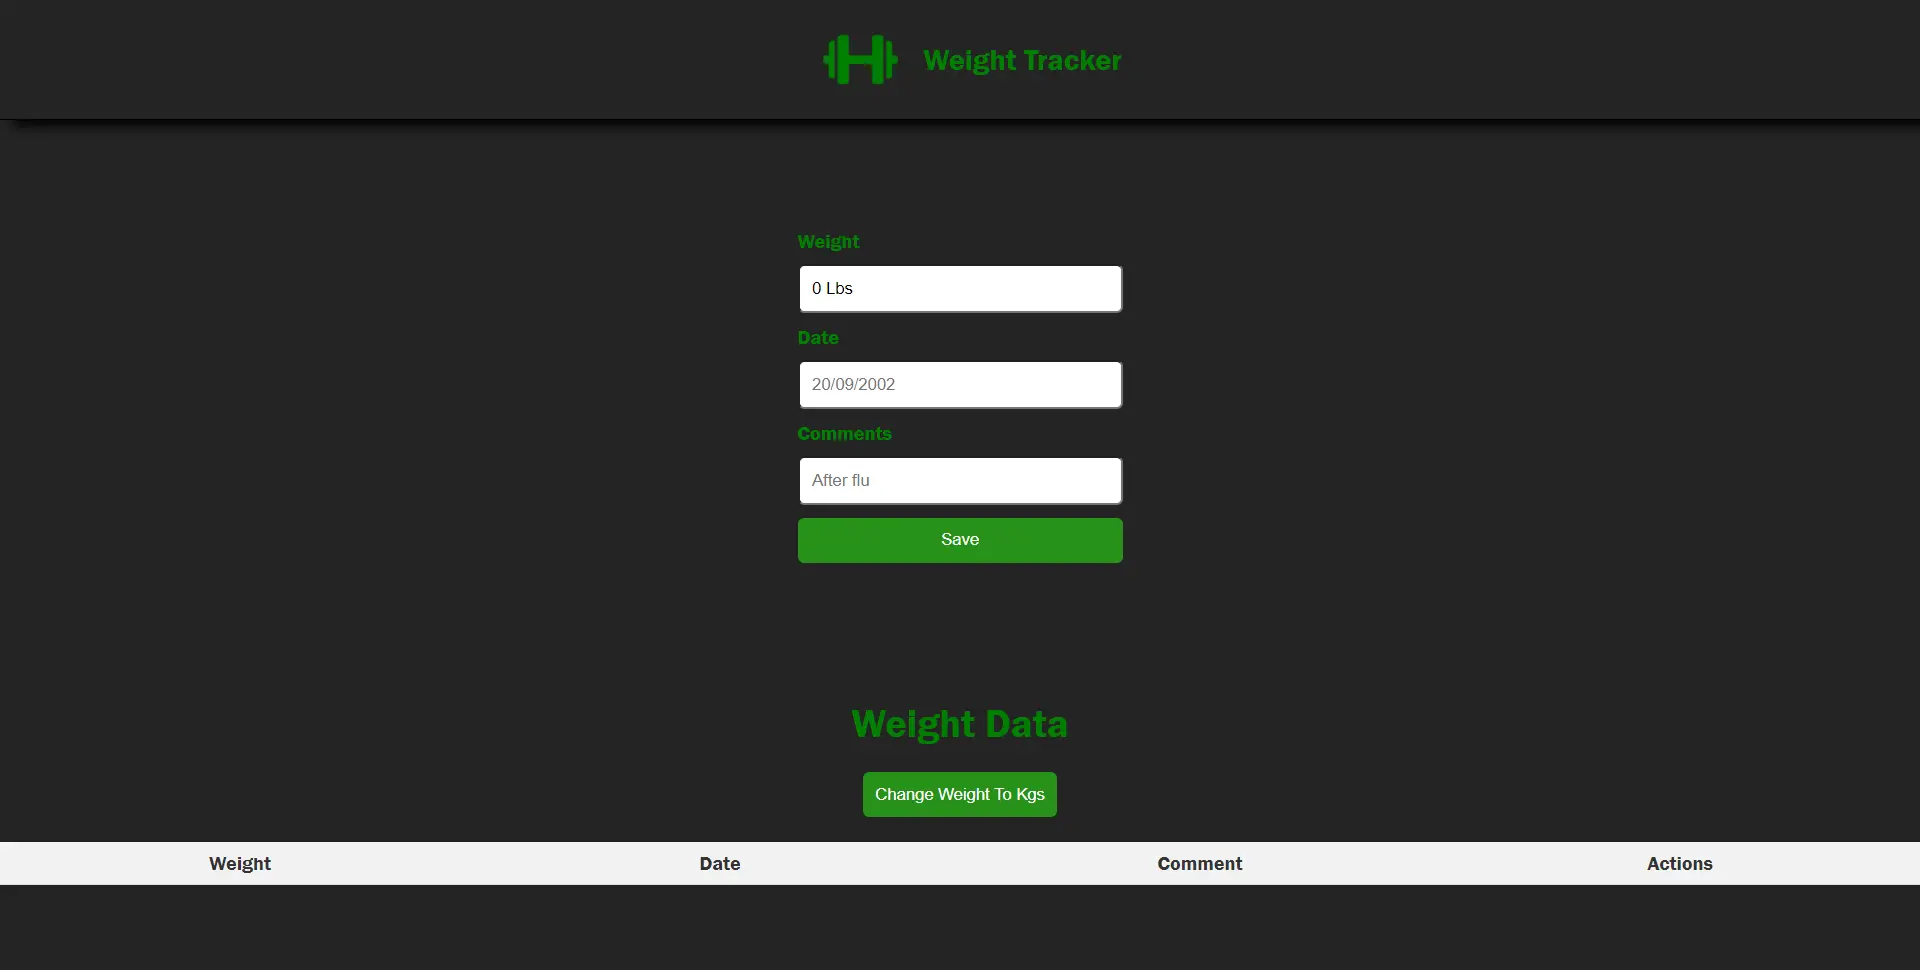 Weight Tracker
Weight
0 Lbs
Date
20/09/2002
Comments
After flu
Save
Weight Data
Change Weight To Kgs
Weight Date Comment Actions